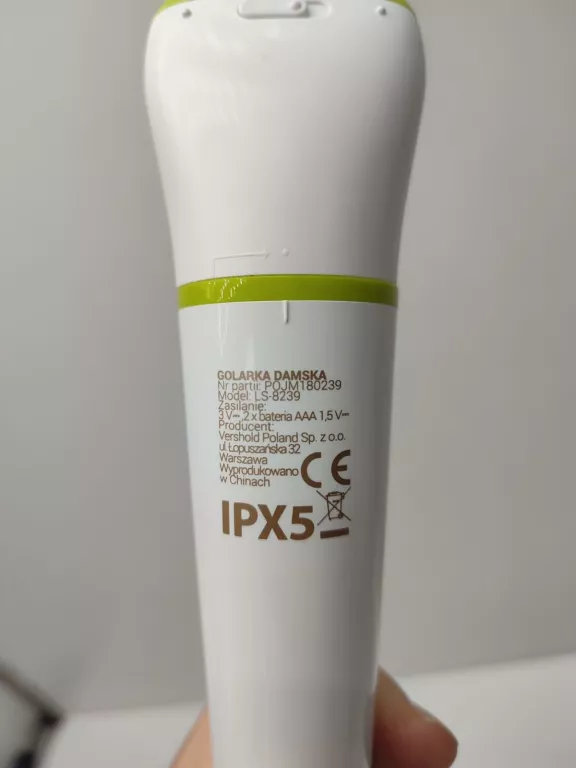 GOLARKA DAMSKA
Nr partii: POJM180239
Model: LS-8239
Zasilanie:
3 V⎓, 2 x bateria AAA 1,5 V⎓
Producent:
Vershold Poland Sp. z o.o.
ul. Łopuszańska 32
Warszawa
Wyprodukowano
w Chinach
CE
IPX5